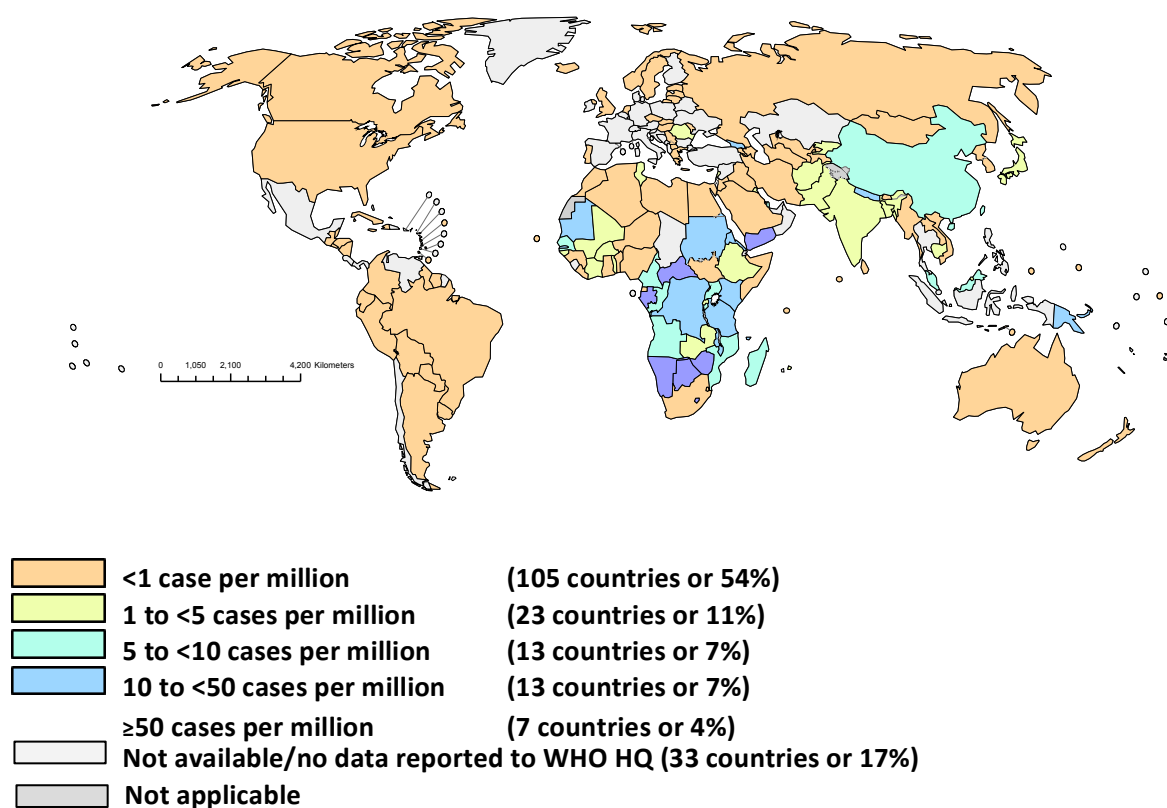 0 1,050 2,100 4,200 Kilometers
<1 case per million (105 countries or 54%)
1 to <5 cases per million (23 countries or 11%)
5 to <10 cases per million (13 countries or 7%)
10 to <50 cases per million (13 countries or 7%)
≥50 cases per million (7 countries or 4%)
Not available/no data reported to WHO HQ (33 countries or 17%)
Not applicable